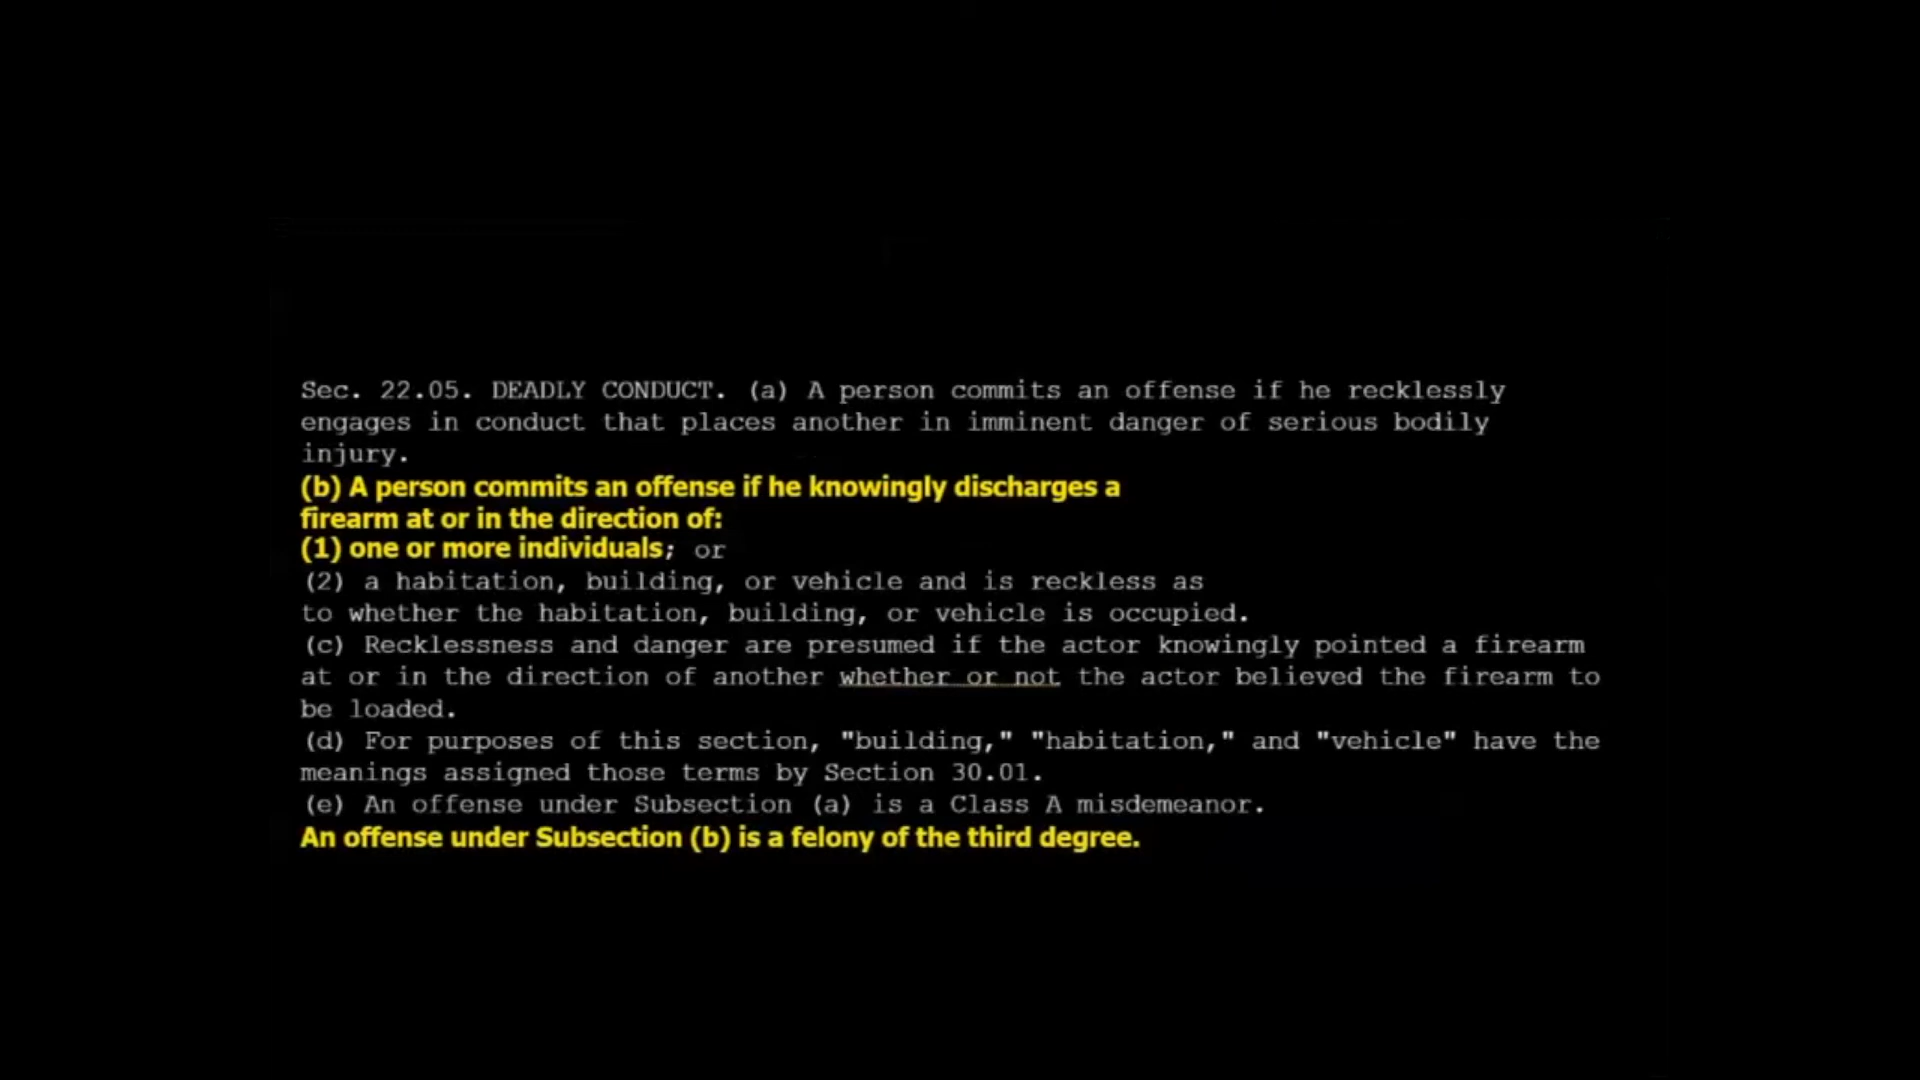 Sec. 22.05. DEADLY CONDUCT. (a) A person commits an offense if he recklessly
engages in conduct that places another in imminent danger of serious bodily
injury.
(b) A person commits an offense if he knowingly discharges a
firearm at or in the direction of:
(1) one or more individuals; or
(2) a habitation, building, or vehicle and is reckless as
to whether the habitation, building, or vehicle is occupied.
(c) Recklessness and danger are presumed if the actor knowingly pointed a firearm
at or in the direction of another whether or not the actor believed the firearm to
be loaded.
(d) For purposes of this section, "building," "habitation," and "vehicle" have the
meanings assigned those terms by Section 30.01.
(e) An offense under Subsection (a) is a Class A misdemeanor.
An offense under Subsection (b) is a felony of the third degree.